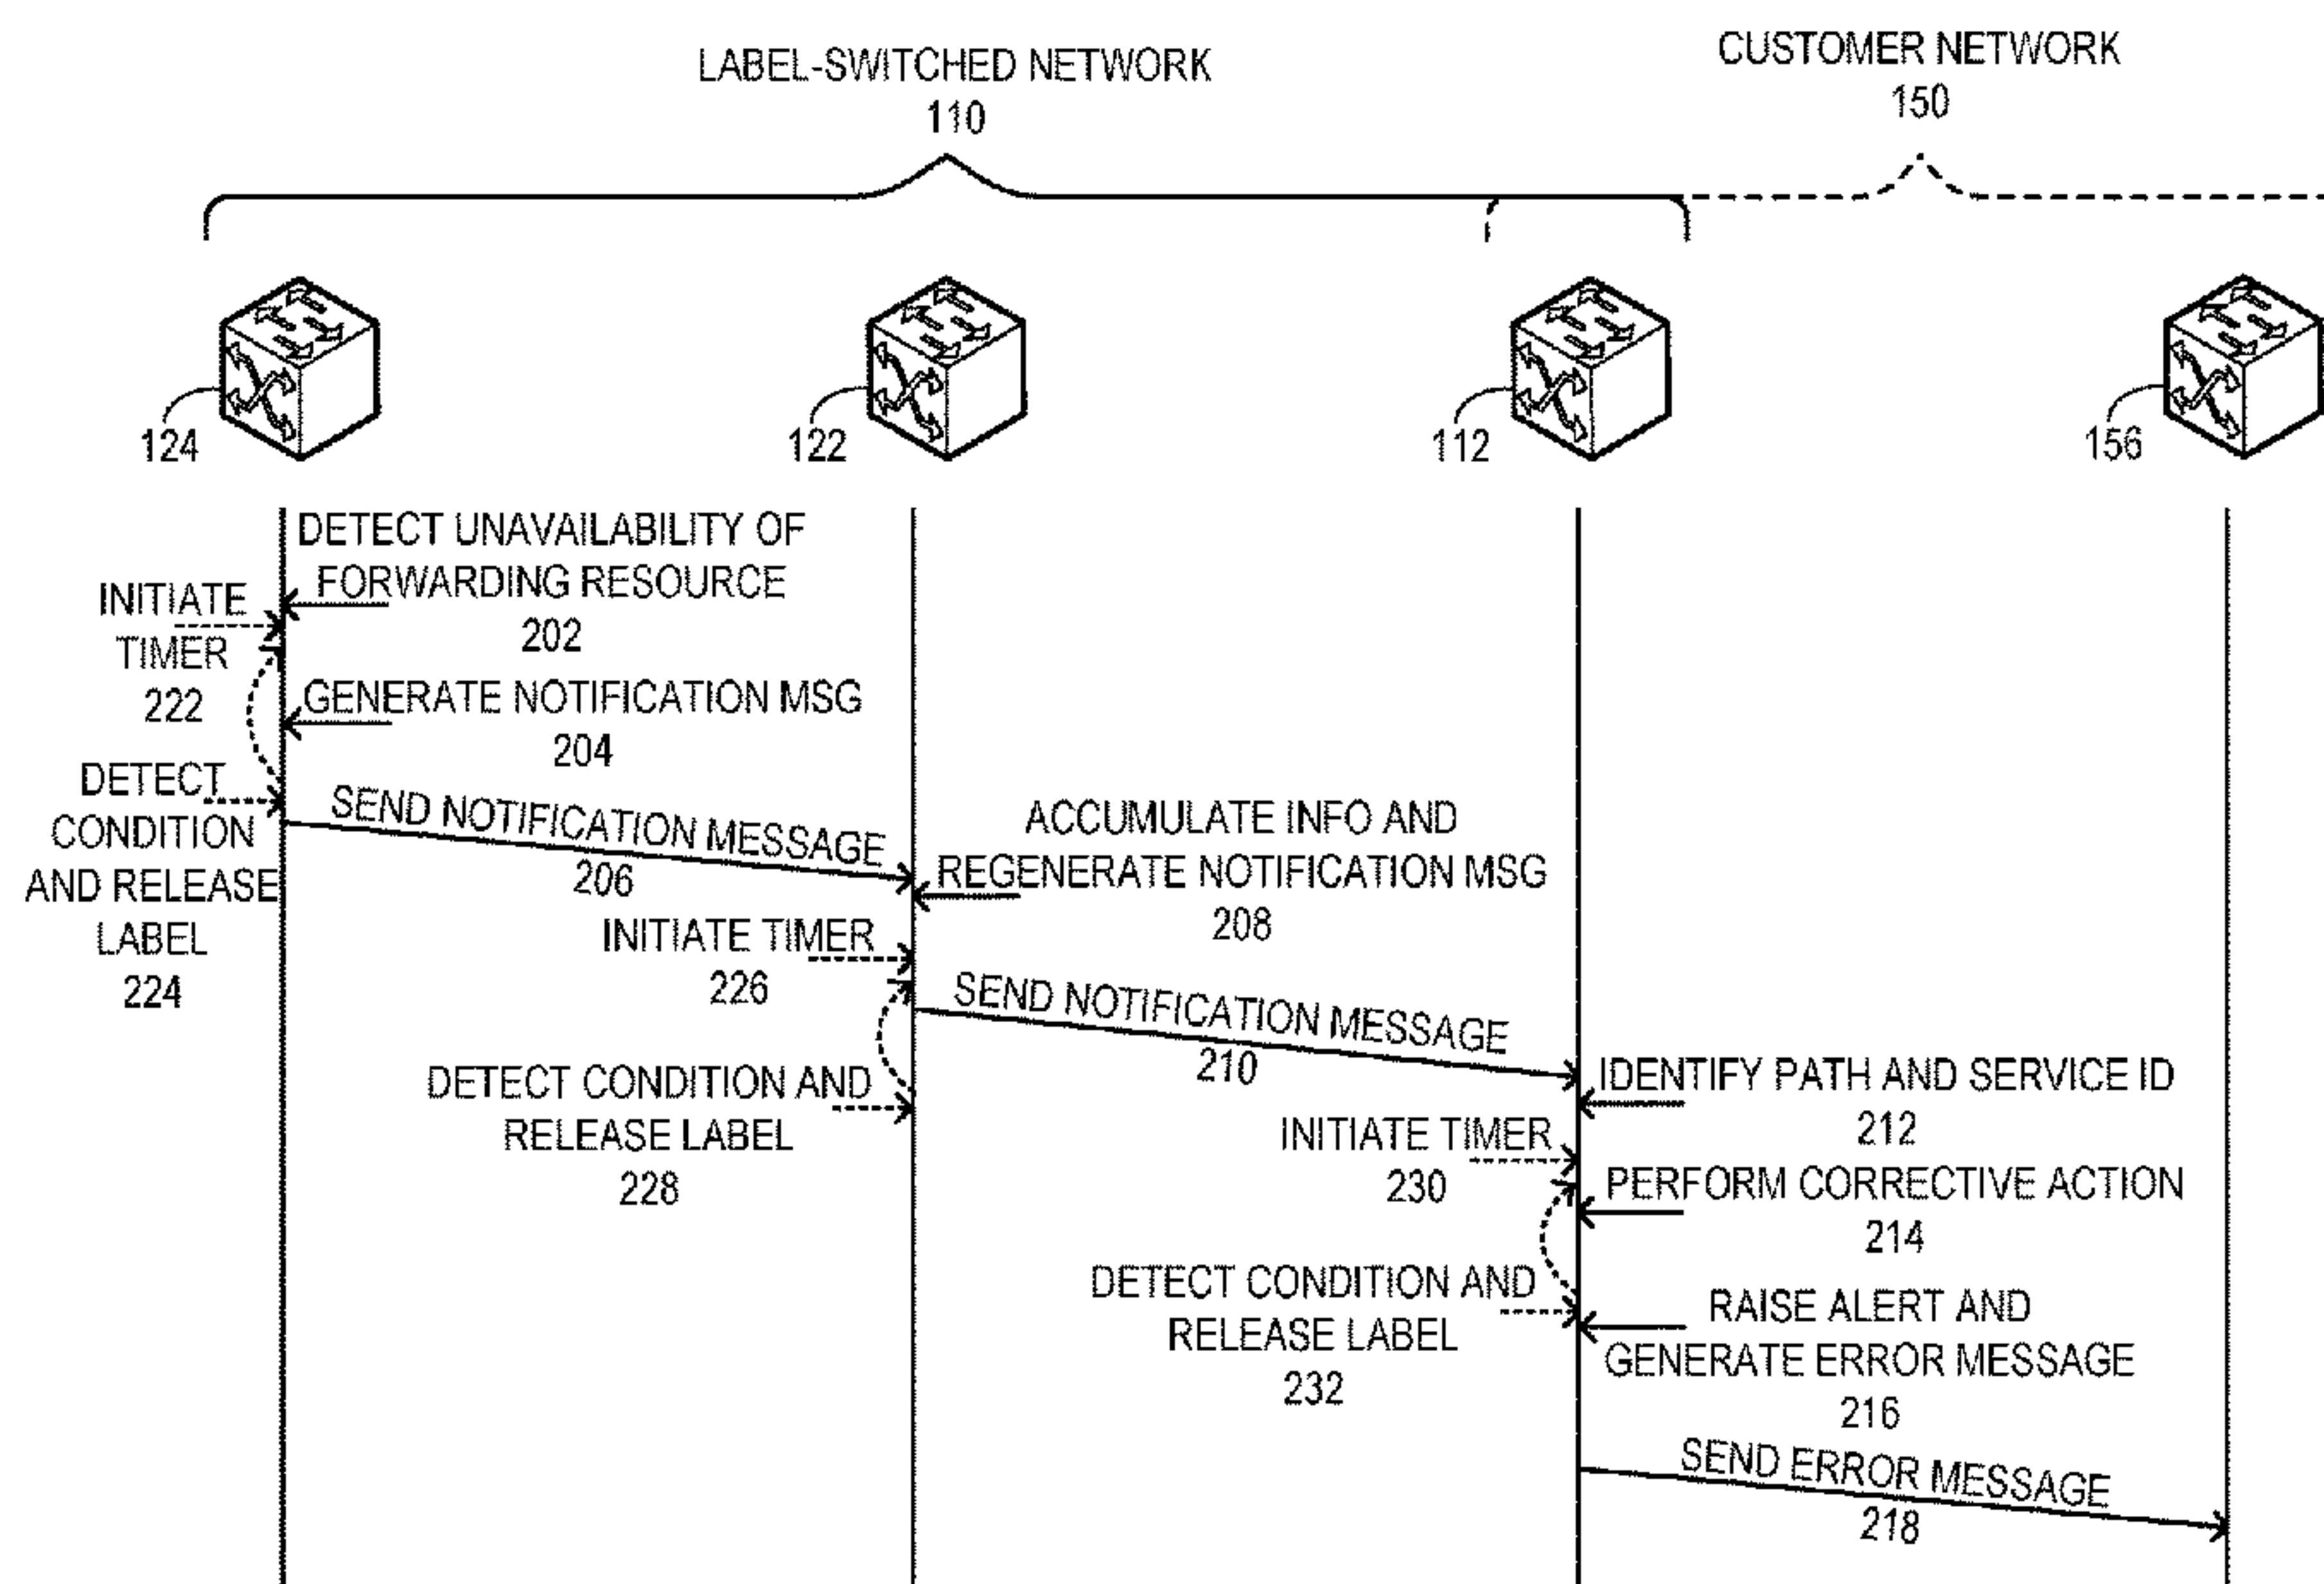 LABEL-SWITCHED NETWORK
110
CUSTOMER NETWORK
150
124
122
112
156
DETECT UNAVAILABILITY OF
FORWARDING RESOURCE
202
INITIATE
TIMER
222
GENERATE NOTIFICATION MSG
204
DETECT
CONDITION
AND RELEASE
LABEL
224
SEND NOTIFICATION MESSAGE
206
ACCUMULATE INFO AND
REGENERATE NOTIFICATION MSG
208
INITIATE TIMER
226
SEND NOTIFICATION MESSAGE
210
DETECT CONDITION AND
RELEASE LABEL
228
IDENTIFY PATH AND SERVICE ID
212
INITIATE TIMER
230
PERFORM CORRECTIVE ACTION
214
DETECT CONDITION AND
RELEASE LABEL
232
RAISE ALERT AND
GENERATE ERROR MESSAGE
216
SEND ERROR MESSAGE
218